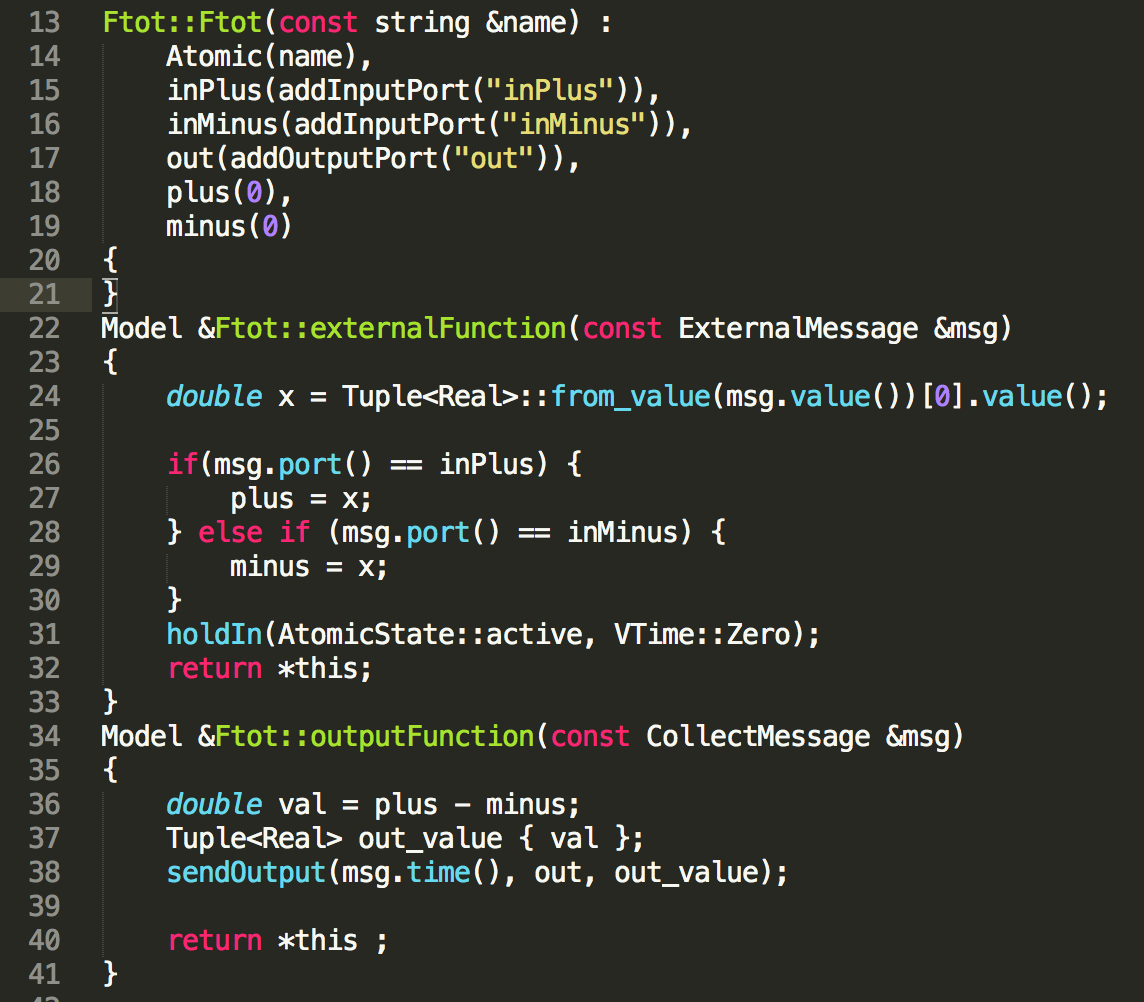 13 Ftot::Ftot(const string &name) :
14     Atomic(name),
15     inPlus(addInputPort("inPlus")),
16     inMinus(addInputPort("inMinus")),
17     out(addOutputPort("out")),
18     plus(0),
19     minus(0)
20 {
21 }
22 Model &Ftot::externalFunction(const ExternalMessage &msg)
23 {
24     double x = Tuple<Real>::from_value(msg.value())[0].value();
25
26     if(msg.port() == inPlus) {
27         plus = x;
28     } else if (msg.port() == inMinus) {
29         minus = x;
30     }
31     holdIn(AtomicState::active, VTime::Zero);
32     return *this;
33 }
34 Model &Ftot::outputFunction(const CollectMessage &msg)
35 {
36     double val = plus - minus;
37     Tuple<Real> out_value { val };
38     sendOutput(msg.time(), out, out_value);
39
40     return *this ;
41 }